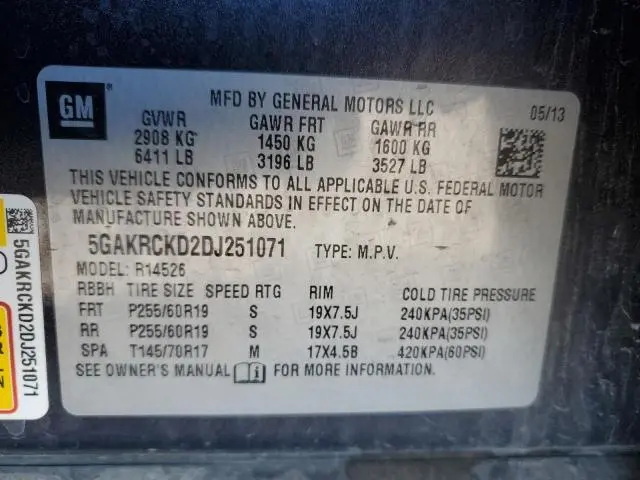 GM
MFD BY GENERAL MOTORS LLC
05/13
GVWR GAWR FRT GAWR RR
2908 KG 1450 KG 1600 KG
6411 LB 3196 LB 3527 LB
THIS VEHICLE CONFORMS TO ALL APPLICABLE U.S. FEDERAL MOTOR
VEHICLE SAFETY STANDARDS IN EFFECT ON THE DATE OF
MANUFACTURE SHOWN ABOVE.
5GAKRCKD2DJ251071 TYPE: M.P.V.
MODEL: R14526
RBBH TIRE SIZE SPEED RTG RIM COLD TIRE PRESSURE
FRT P255/60R19 S 19X7.5J 240KPA(35PSI)
RR P255/60R19 S 19X7.5J 240KPA(35PSI)
SPA T145/70R17 M 17X4.5B 420KPA(60PSI)
SEE OWNER'S MANUAL i FOR MORE INFORMATION.
5GAKRCKD2DJ251071